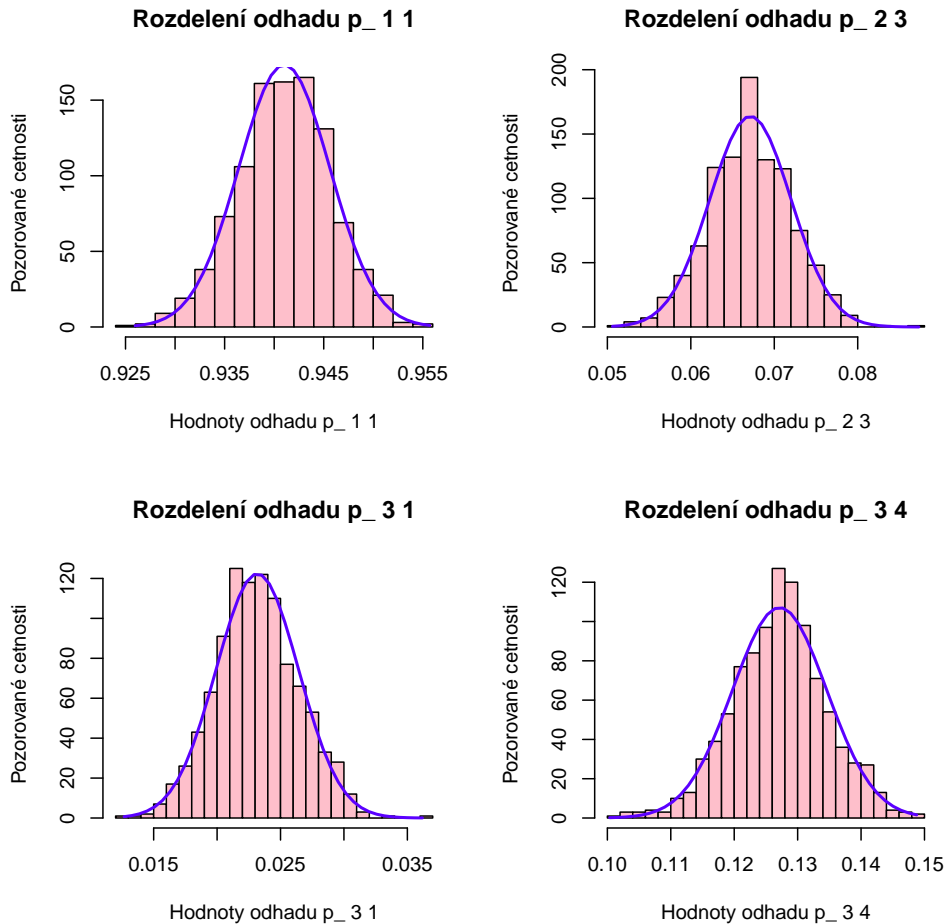 Rozdelení odhadu p_ 1 1
Pozorované cetnosti
0 50 100 150
0.925 0.935 0.945 0.955
Hodnoty odhadu p_ 1 1
Rozdelení odhadu p_ 2 3
Pozorované cetnosti
0 50 100 150 200
0.05 0.06 0.07 0.08
Hodnoty odhadu p_ 2 3
Rozdelení odhadu p_ 3 1
Pozorované cetnosti
0 20 40 60 80 120
0.015 0.025 0.035
Hodnoty odhadu p_ 3 1
Rozdelení odhadu p_ 3 4
Pozorované cetnosti
0 20 40 60 80 120
0.10 0.11 0.12 0.13 0.14 0.15
Hodnoty odhadu p_ 3 4